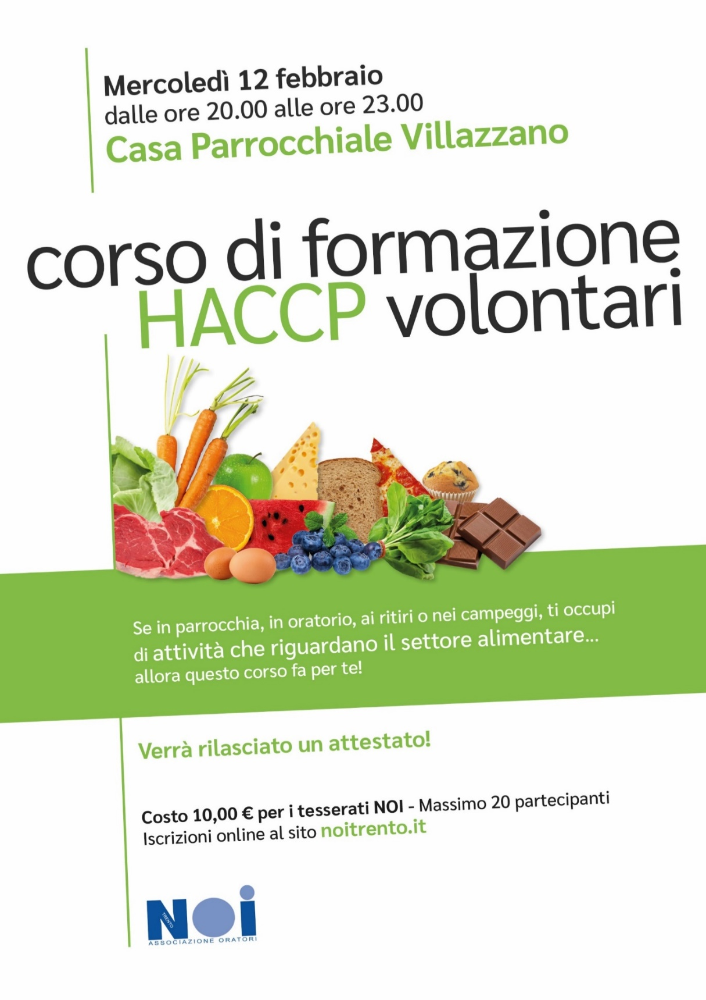 Mercoledì 12 febbraio
dalle ore 20.00 alle ore 23.00
Casa Parrocchiale Villazzano
corso di formazione
HACCP volontari
Se in parrocchia, in oratorio, ai ritiri o nei campeggi, ti occupi
di attività che riguardano il settore alimentare...
allora questo corso fa per te!
Verrà rilasciato un attestato!
Costo 10,00 € per i tesserati NOI - Massimo 20 partecipanti
Iscrizioni online al sito noitrento.it
NOI
TRENTO
ASSOCIAZIONE ORATORI